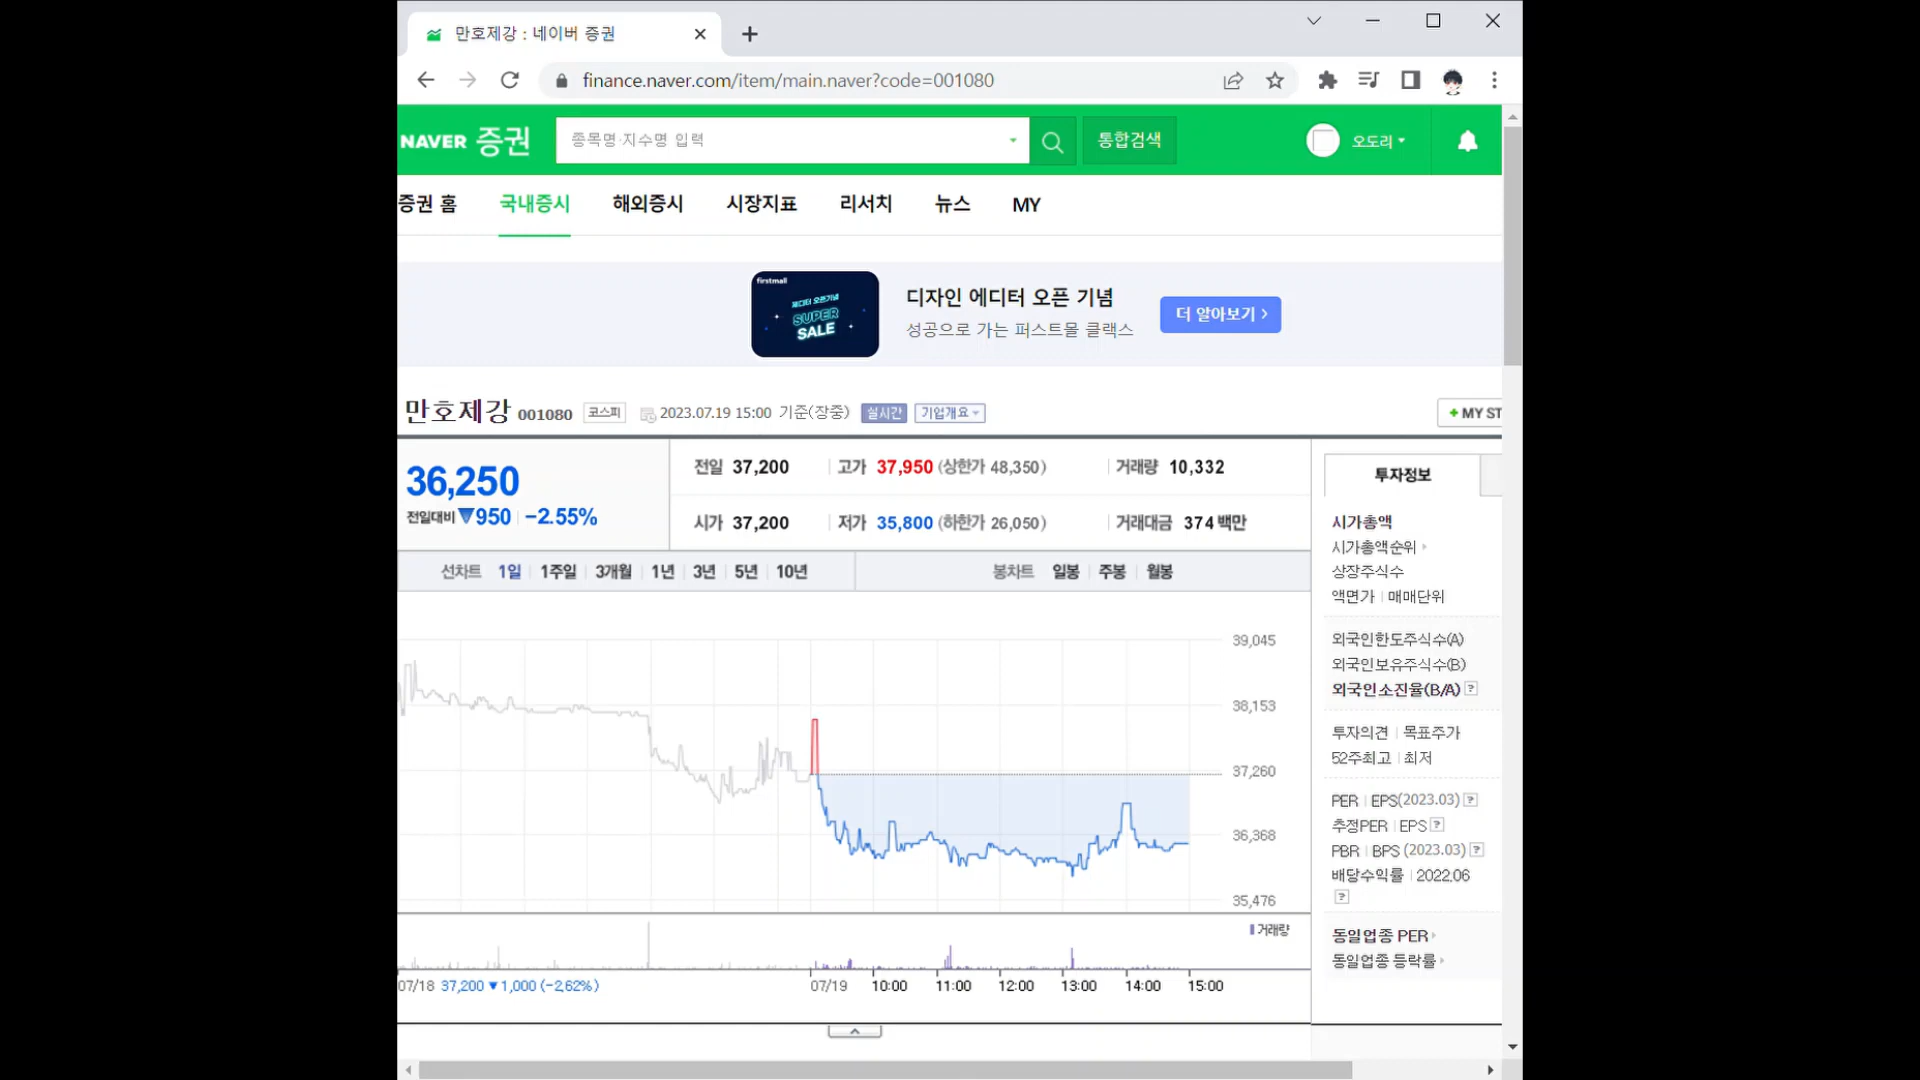 만호제강 : 네이버 증권
finance.naver.com/item/main.naver?code=001080
NAVER 증권 종목명·지수명 입력 통합검색 오도리
증권 홈 국내증시 해외증시 시장지표 리서치 뉴스 MY
firstmall
에디터 오픈기념
SUPER
SALE
디자인 에디터 오픈 기념
성공으로 가는 퍼스트몰 클랙스
더 알아보기 >
만호제강 001080 코스피 2023.07.19 15:00 기준(장중) 실시간 기업개요
+ MY ST
36,250
전일대비 ▼950 -2.55%
전일 37,200 고가 37,950 (상한가 48,350) 거래량 10,332
시가 37,200 저가 35,800 (하한가 26,050) 거래대금 374 백만
선차트 1일 1주일 3개월 1년 3년 5년 10년 봉차트 일봉 주봉 월봉
39,045
38,153
37,260
36,368
35,476
거래량
07/18 37,200 ▼1,000 (-2,62%) 07/19 10:00 11:00 12:00 13:00 14:00 15:00
투자정보
시가총액
시가총액순위
상장주식수
액면가 매매단위
외국인한도주식수(A)
외국인보유주식수(B)
외국인소진율(B/A) ?
투자의견 목표주가
52주최고 최저
PER EPS(2023.03) ?
추정PER EPS ?
PBR BPS (2023.03) ?
배당수익률 2022.06
?
동일업종 PER
동일업종 등락률